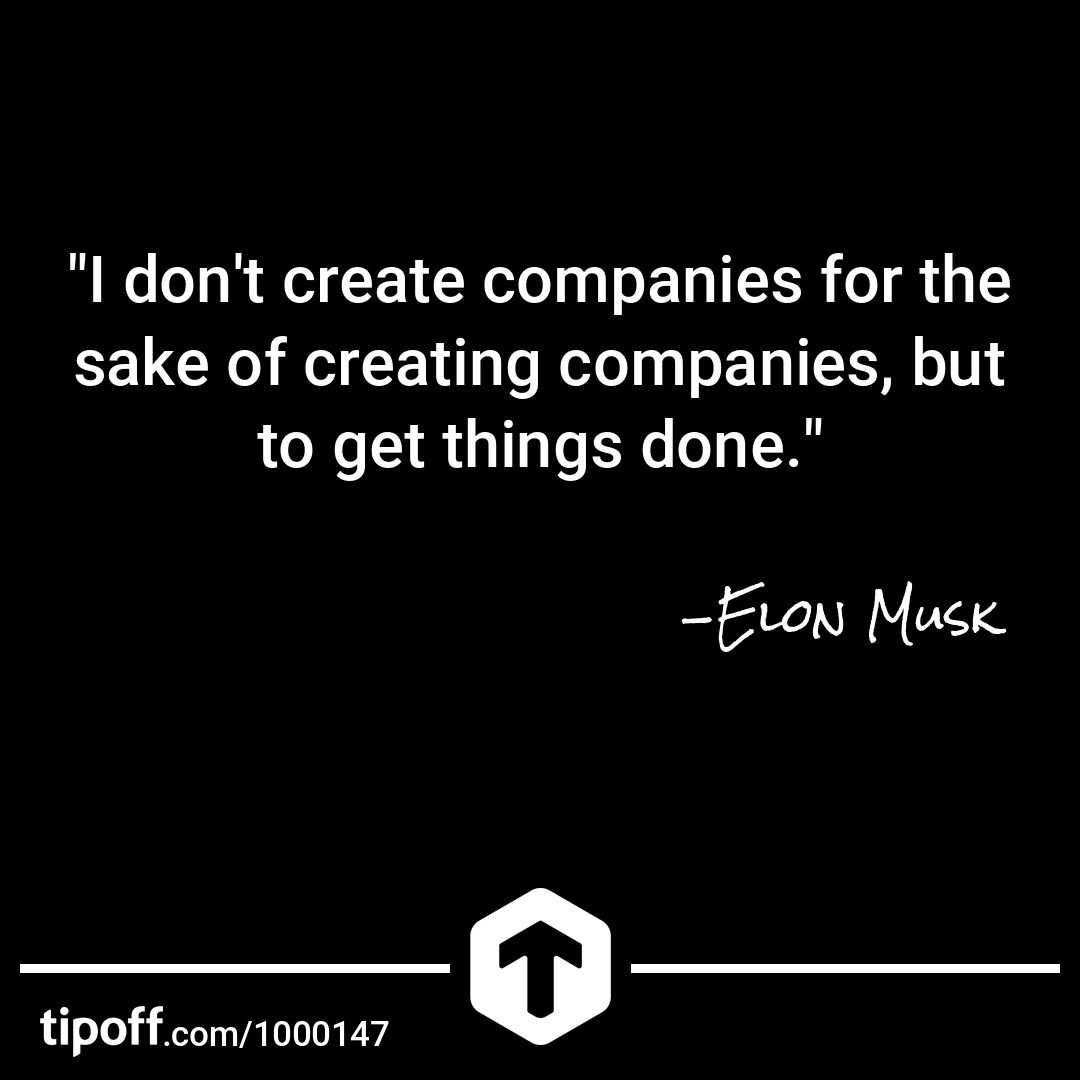 "I don't create companies for the
sake of creating companies, but
to get things done."
-Elon Musk
tipoff.com/1000147